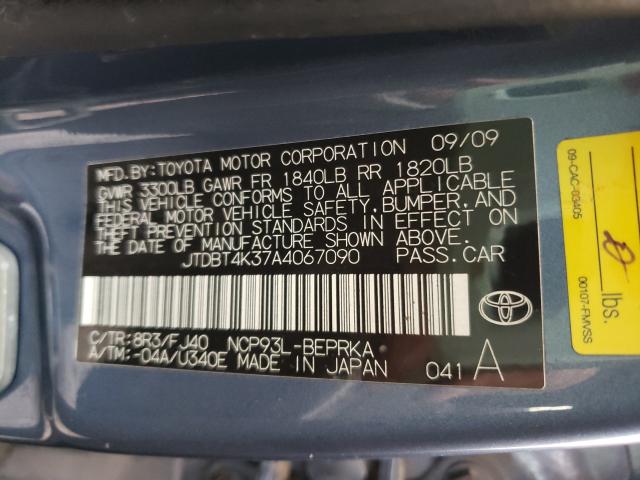 MFD.BY:TOYOTA MOTOR CORPORATION 09/09
GVWR 3300LB GAWR FR 1840LB RR 1820LB
THIS VEHICLE CONFORMS TO ALL APPLICABLE
FEDERAL MOTOR VEHICLE SAFETY, BUMPER, AND
THEFT PREVENTION STANDARDS IN EFFECT ON
THE DATE OF MANUFACTURE SHOWN ABOVE.
JTDBT4K37A4067090 PASS.CAR
C/TR:8R3/FJ40 NCP93L-BEPRKA
A/TM:-04A/U340E MADE IN JAPAN 041A
09-CAC-03405
lbs.
00107-FMVSS